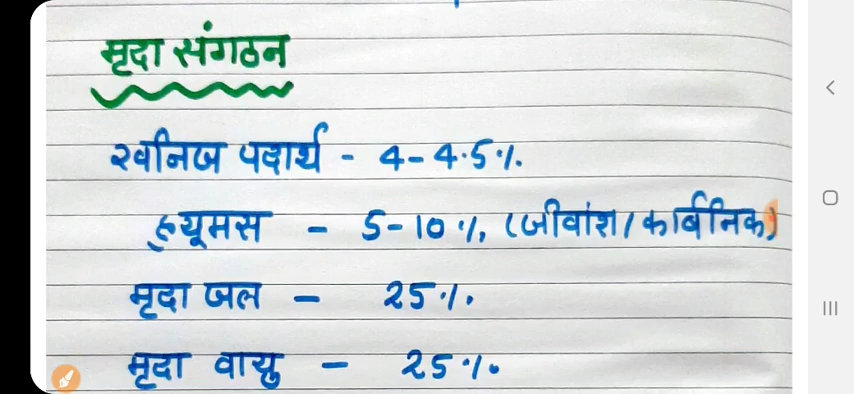 मृदा संगठन
खनिज पदार्थ - 4-4.5%.
ह्यूमस - 5-10%, (जीवांश/कार्बनिक)
मृदा जल - 25%.
मृदा वायु - 25%.